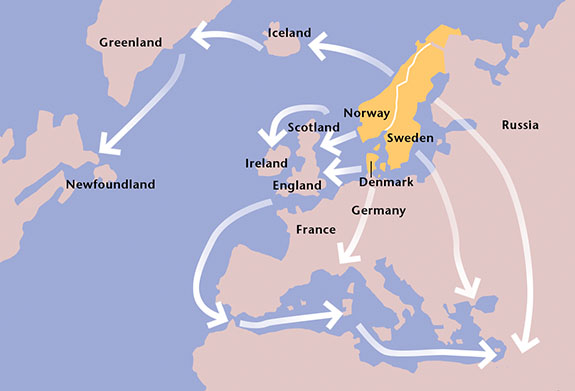 Iceland
Greenland
Norway
Scotland
Russia
Sweden
Ireland
Newfoundland
England
Denmark
Germany
France